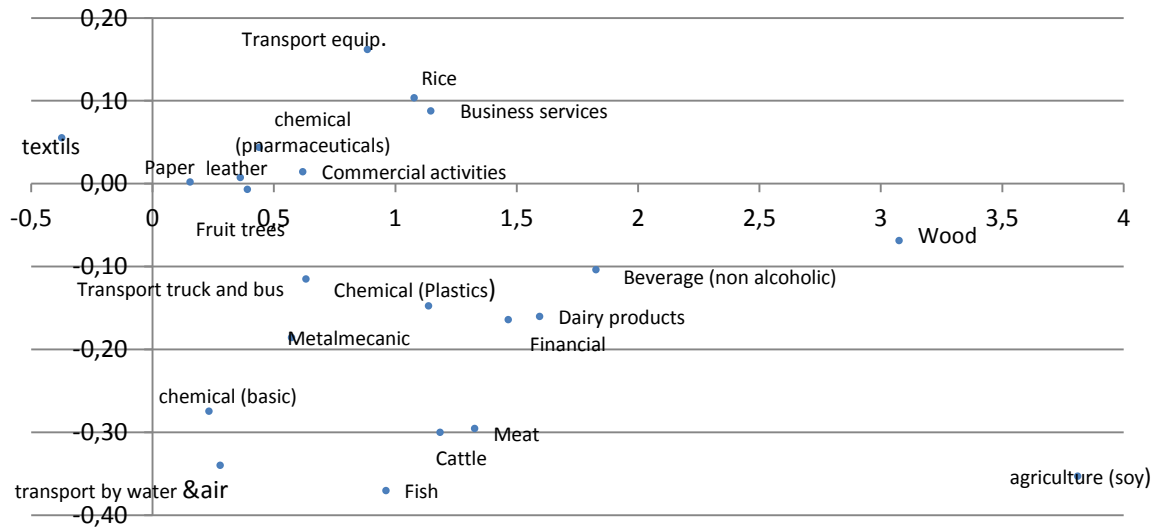 0,20
Transport equip.
Rice
0,10
Business services
chemical
(pharmaceuticals)
textils
Paper
leather
Commercial activities
0,00
-0,5
0
0,5
1
1,5
2
2,5
3
3,5
4
Fruit trees
Wood
-0,10
Beverage (non alcoholic)
Transport truck and bus
Chemical (Plastics)
Dairy products
Metalmecanic
Financial
-0,20
chemical (basic)
-0,30
Meat
Cattle
agriculture (soy)
transport by water &air
Fish
-0,40